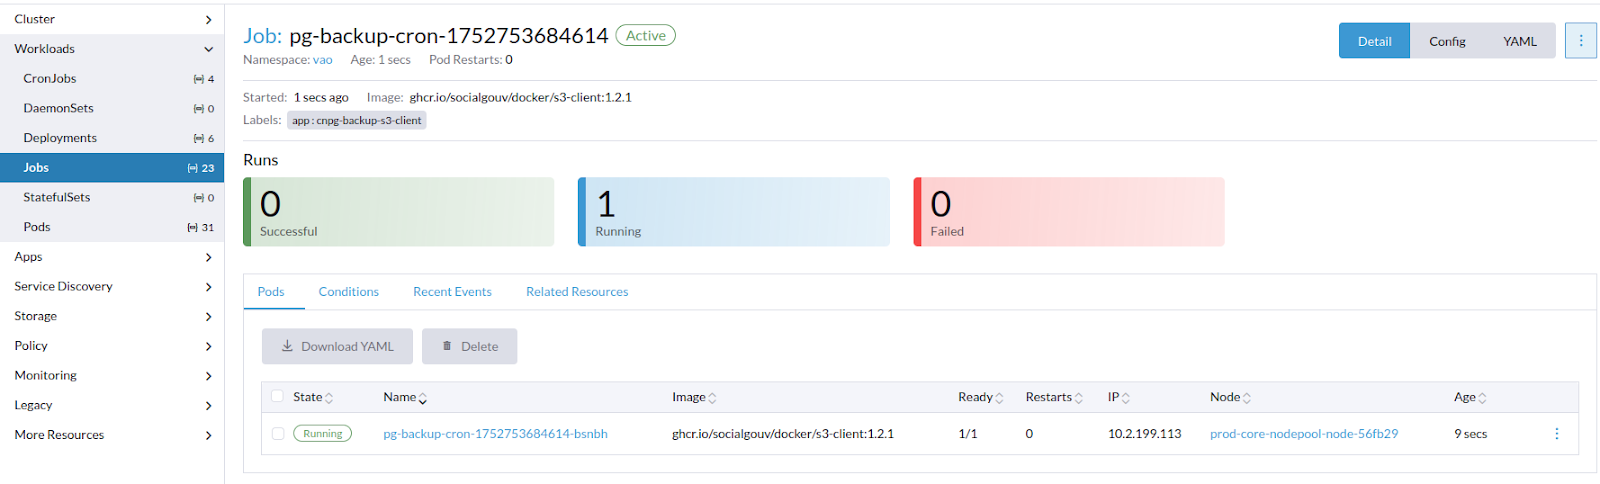 Cluster
Workloads
CronJobs 4
DaemonSets 0
Deployments 6
Jobs 23
StatefulSets 0
Pods 31
Apps
Service Discovery
Storage
Policy
Monitoring
Legacy
More Resources
Job: pg-backup-cron-1752753684614 Active
Detail Config YAML
Namespace: vao Age: 1 secs Pod Restarts: 0
Started: 1 secs ago Image: ghcr.io/socialgouv/docker/s3-client:1.2.1
Labels: app : cnpg-backup-s3-client
Runs
0 1 0
Successful Running Failed
Pods Conditions Recent Events Related Resources
Download YAML Delete
State Name Image Ready Restarts IP Node Age
Running pg-backup-cron-1752753684614-bsnbh ghcr.io/socialgouv/docker/s3-client:1.2.1 1/1 0 10.2.199.113 prod-core-nodepool-node-56fb29 9 secs